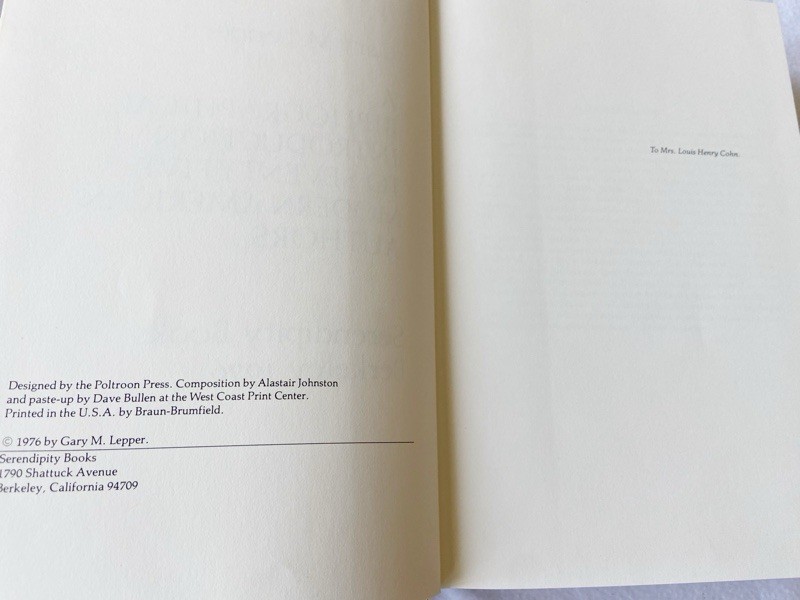 Designed by the Poltroon Press. Composition by Alastair Johnston
and paste-up by Dave Bullen at the West Coast Print Center.
Printed in the U.S.A. by Braun-Brumfield.
© 1976 by Gary M. Lepper.
Serendipity Books
1790 Shattuck Avenue
Berkeley, California 94709
To Mrs. Louis Henry Cohn.